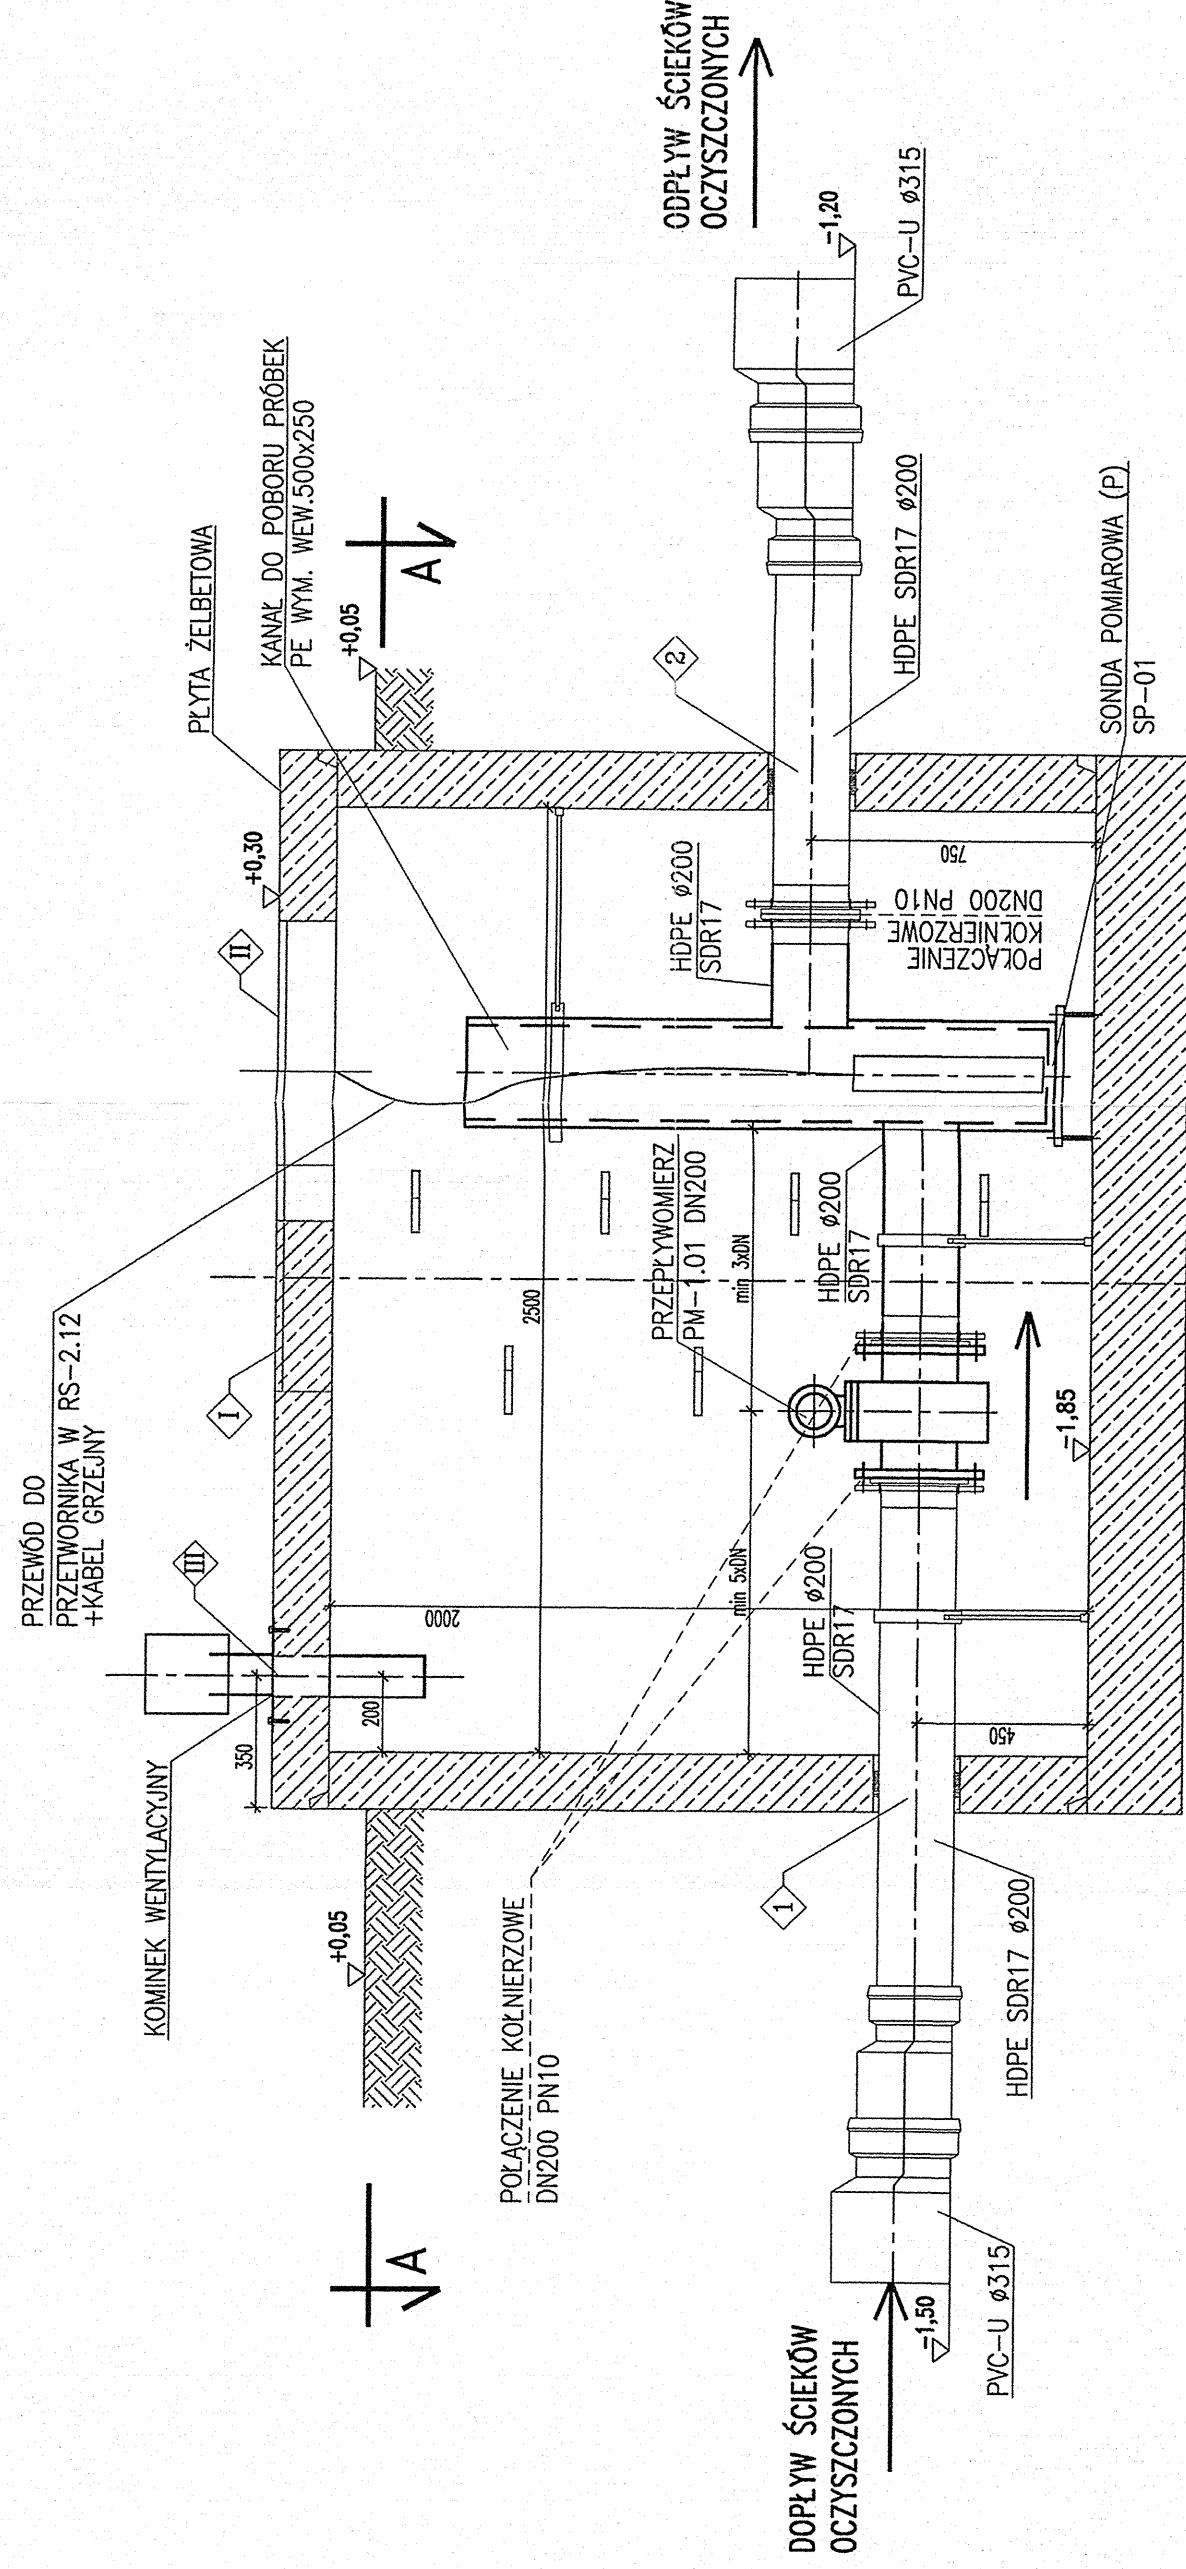 PRZEWÓD DO
PRZETWORNIKA W RS-2.12
+KABEL GRZEJNY
KOMINEK WENTYLACYJNY
III
I
II
PŁYTA ŻELBETOWA
KANAŁ DO POBORU PRÓBEK
PE WYM. WEW.500x250
+0,30
+0,05
A
ODPŁYW ŚCIEKÓW
OCZYSZCZONYCH
350
200
2000
2500
+0,05
A
POŁĄCZENIE KOŁNIERZOWE
DN200 PN10
PRZEPŁYWOMIERZ
PM-1.01 DN200
min 5xDN
min 3xDN
HDPE ø200
SDR17
HDPE ø200
SDR17
HDPE ø200
SDR17
2
-1,20
PVC-U ø315
HDPE SDR17 ø200
POŁĄCZENIE
KOŁNIERZOWE
DN200 PN10
750
450
1
-1,85
SONDA POMIAROWA (P)
SP-01
HDPE SDR17 ø200
DOPŁYW ŚCIEKÓW
OCZYSZCZONYCH
-1,50
PVC-U ø315